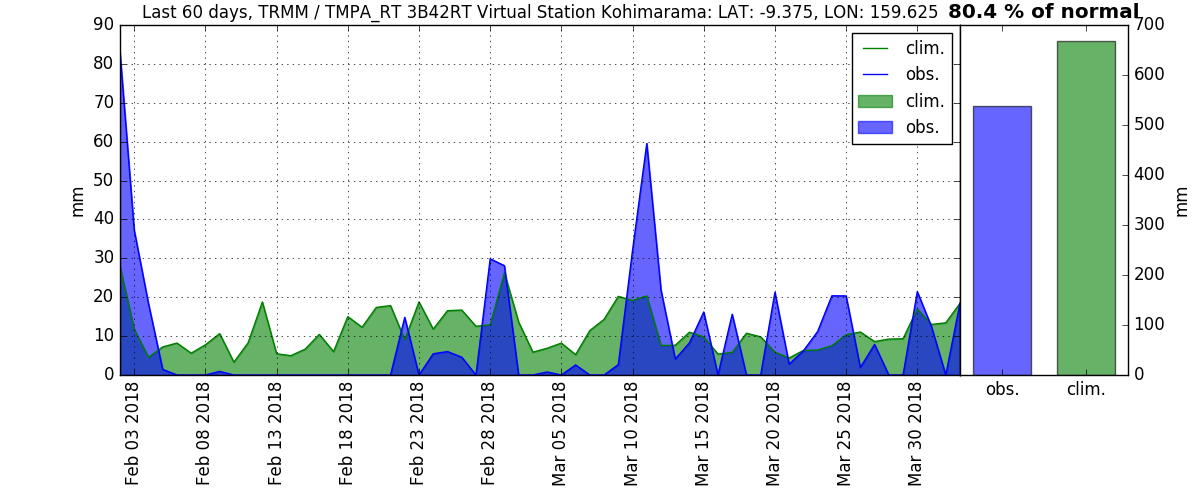 Last 60 days, TRMM / TMPA_RT 3B42RT Virtual Station Kohimarama: LAT: -9.375, LON: 159.625
80.4 % of normal
mm
90
80
70
60
50
40
30
20
10
0
clim.
obs.
clim.
obs.
700
600
500
400
300
200
100
0
mm
Feb 03 2018
Feb 08 2018
Feb 13 2018
Feb 18 2018
Feb 23 2018
Feb 28 2018
Mar 05 2018
Mar 10 2018
Mar 15 2018
Mar 20 2018
Mar 25 2018
Mar 30 2018
obs.
clim.